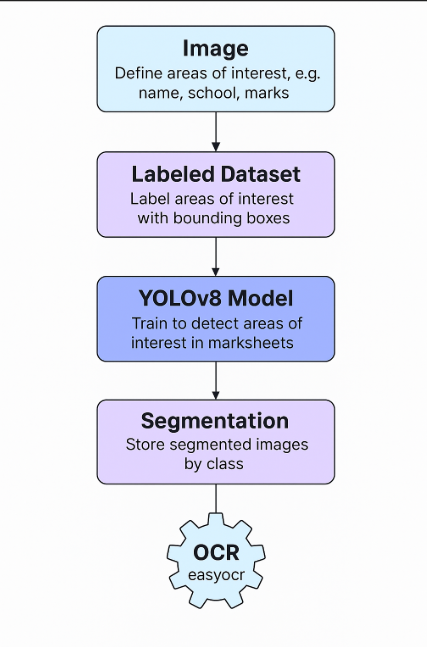 Image
Define areas of interest, e.g.
name, school, marks
Labeled Dataset
Label areas of interest
with bounding boxes
YOLOv8 Model
Train to detect areas of
interest in marksheets
Segmentation
Store segmented images
by class
OCR
easyocr